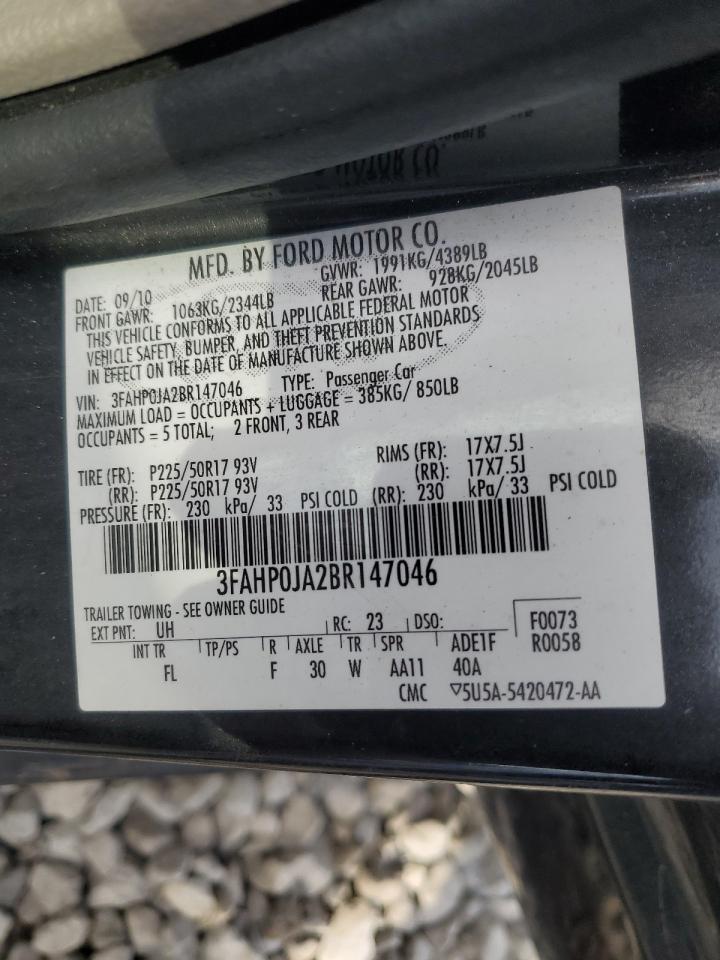 MFD. BY FORD MOTOR CO.
DATE: 09/10 GVWR: 1991KG/4389LB
FRONT GAWR: 1063KG/2344LB REAR GAWR: 928KG/2045LB
THIS VEHICLE CONFORMS TO ALL APPLICABLE FEDERAL MOTOR
VEHICLE SAFETY, BUMPER, AND THEFT PREVENTION STANDARDS
IN EFFECT ON THE DATE OF MANUFACTURE SHOWN ABOVE.
VIN: 3FAHP0JA2BR147046 TYPE: Passenger Car
MAXIMUM LOAD = OCCUPANTS + LUGGAGE = 385KG/ 850LB
OCCUPANTS = 5 TOTAL; 2 FRONT, 3 REAR
TIRE (FR): P225/50R17 93V RIMS (FR): 17X7.5J
(RR): P225/50R17 93V (RR): 17X7.5J
PRESSURE (FR): 230 kPa/ 33 PSI COLD (RR): 230 kPa/ 33 PSI COLD
3FAHP0JA2BR147046
TRAILER TOWING - SEE OWNER GUIDE
EXT PNT: UH RC: 23 DSO: F0073
INT TR TP/PS R AXLE TR SPR ADE1F R0058
FL F 30 W AA11 40A
CMC ▽5U5A-5420472-AA